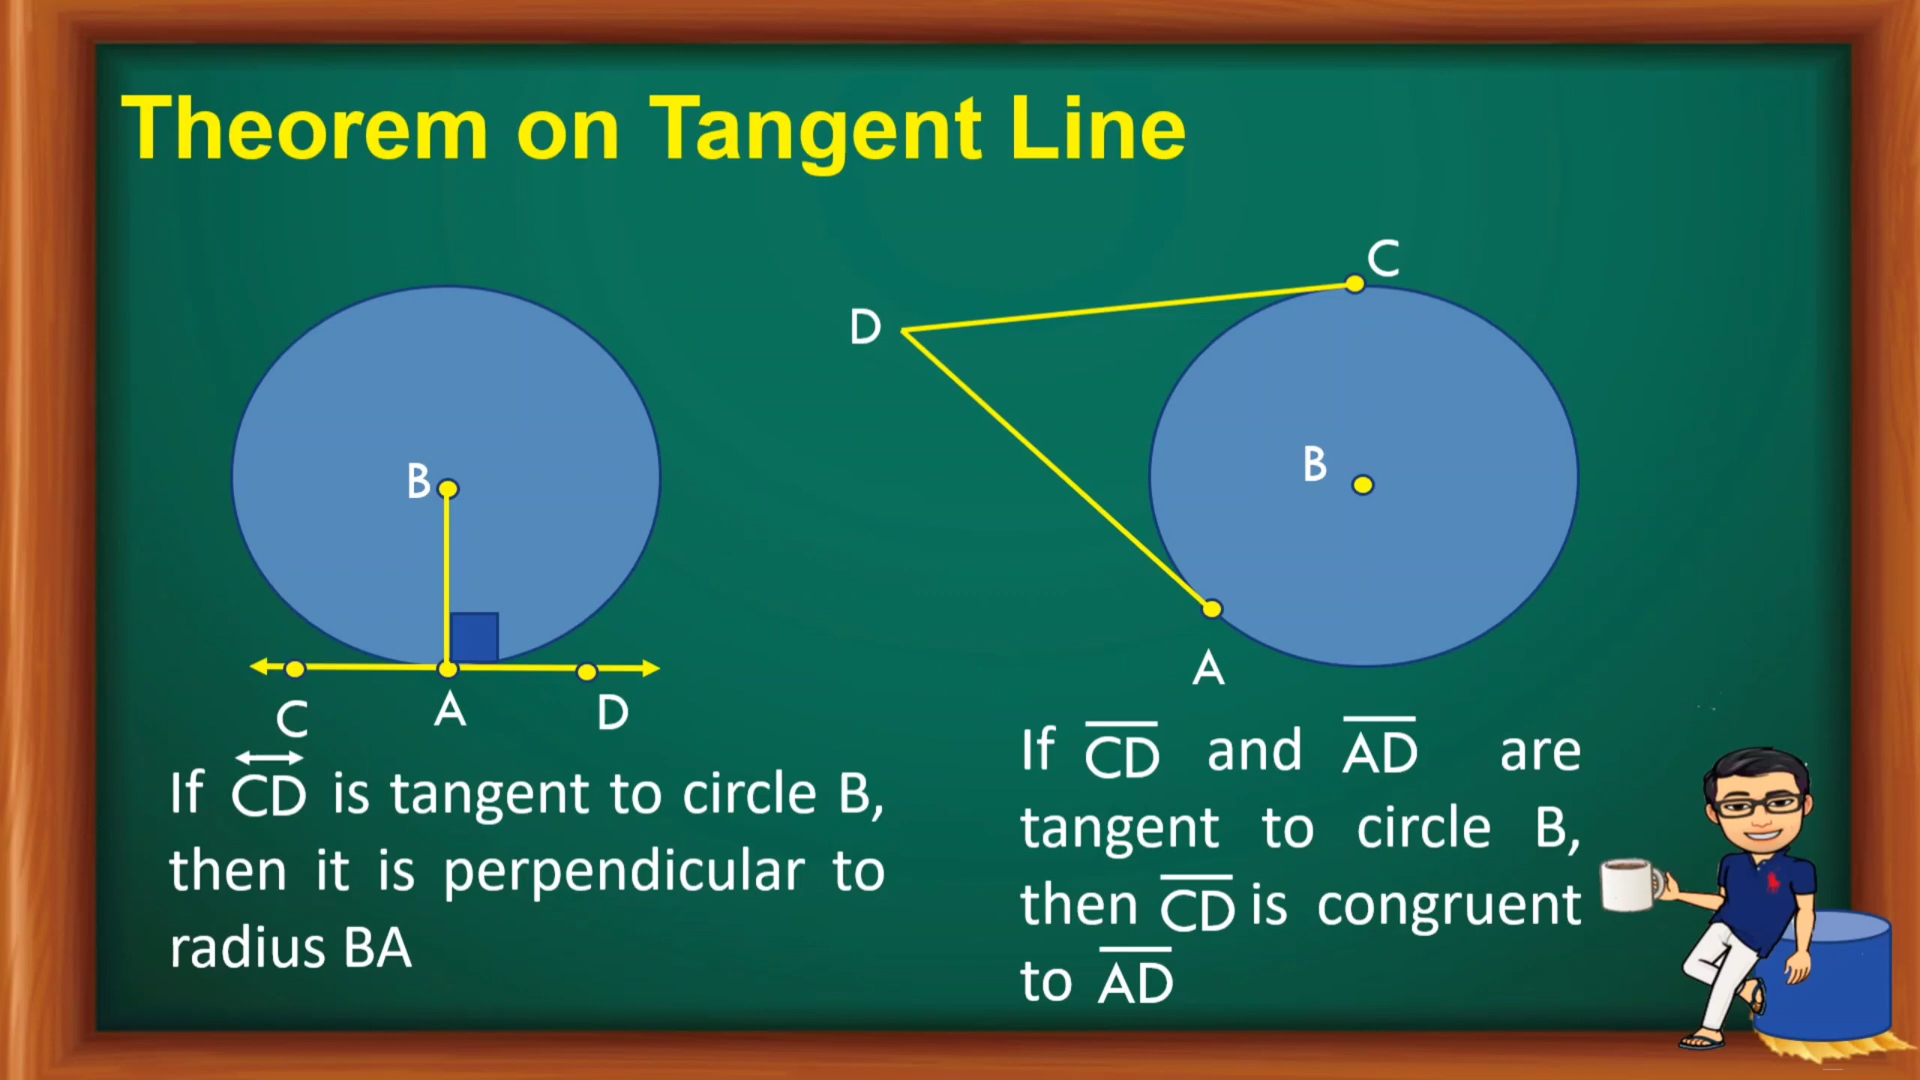 Theorem on Tangent Line
B
C
A
D
If CD is tangent to circle B,
then it is perpendicular to
radius BA
C
D
B
A
If CD and AD are
tangent to circle B,
then CD is congruent
to AD